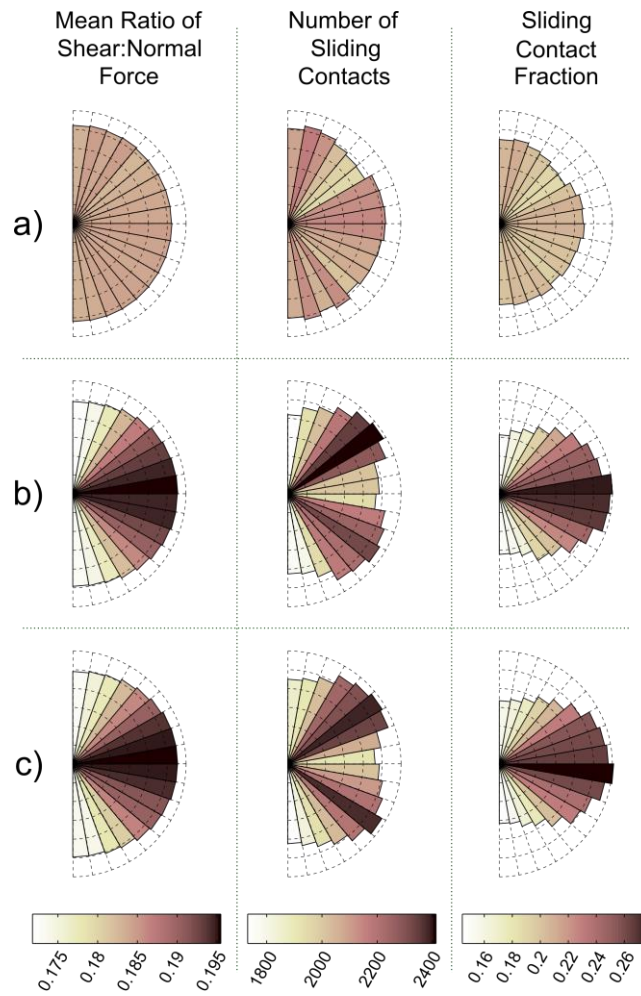 Mean Ratio of
Shear:Normal
Force
Number of
Sliding
Contacts
Sliding
Contact
Fraction
a)
b)
c)
0.175
0.18
0.185
0.19
0.195
1800
2000
2200
2400
0.16
0.18
0.2
0.22
0.24
0.26